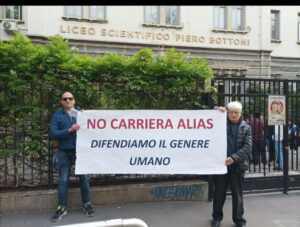 LICEO SCIENTIFICO PIERO BOTTONI
NO CARRIERA ALIAS
DIFENDIAMO IL GENERE
UMANO